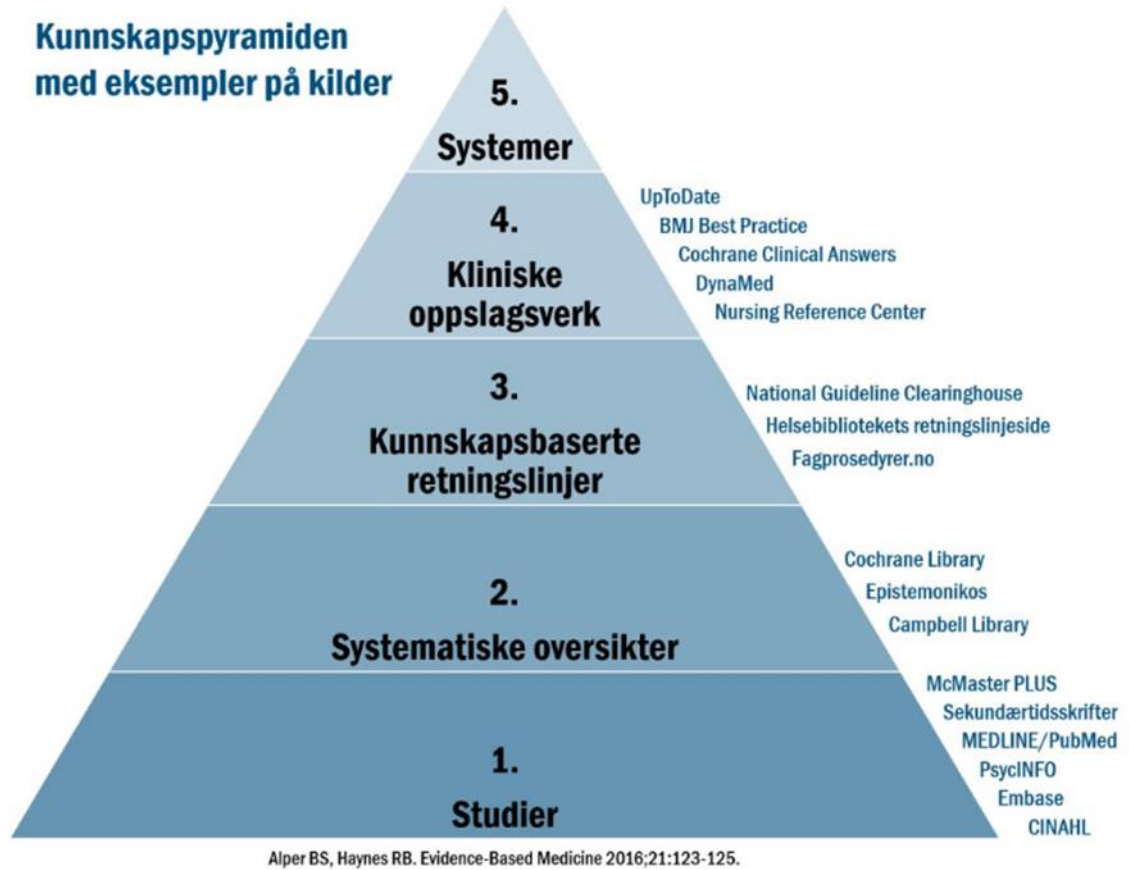 Kunnskapspyramiden
med eksempler på kilder
5.
Systemer
4.
Kliniske
oppslagsverk
UpToDate
BMJ Best Practice
Cochrane Clinical Answers
DynaMed
Nursing Reference Center
3.
Kunnskapsbaserte
retningslinjer
National Guideline Clearinghouse
Helsebibliotekets retningslinjeside
Fagprosedyrer.no
2.
Systematiske oversikter
Cochrane Library
Epistemonikos
Campbell Library
1.
Studier
McMaster PLUS
Sekundærtidsskrifter
MEDLINE/PubMed
PsycINFO
Embase
CINAHL
Alper BS, Haynes RB. Evidence-Based Medicine 2016;21:123-125.